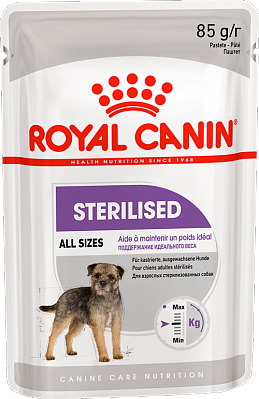 85 g/r
Pastete - Pâté
Паштет
ROYAL CANIN
HEALTH NUTRITION SINCE 1968
STERILISED
ALL SIZES
Aide à maintenir un poids idéal
ПОДДЕРЖАНИЕ ИДЕАЛЬНОГО ВЕСА
Für kastrierte, ausgewachsene Hunde
Pour chiens adultes stérilisés
Для взрослых стерилизованных собак
Max
Kg
Min
CANINE CARE NUTRITION